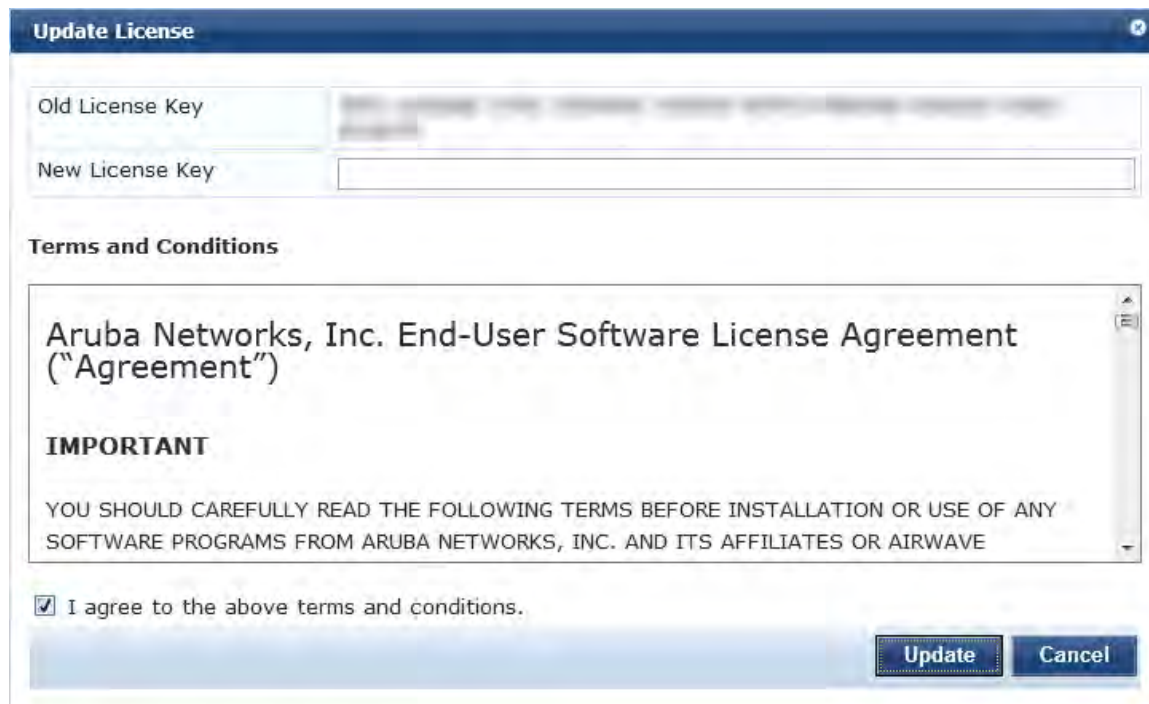 Update License
Old License Key
New License Key
Terms and Conditions
Aruba Networks, Inc. End-User Software License Agreement
(“Agreement”)
IMPORTANT
YOU SHOULD CAREFULLY READ THE FOLLOWING TERMS BEFORE INSTALLATION OR USE OF ANY
SOFTWARE PROGRAMS FROM ARUBA NETWORKS, INC. AND ITS AFFILIATES OR AIRWAVE
I agree to the above terms and conditions.
Update Cancel